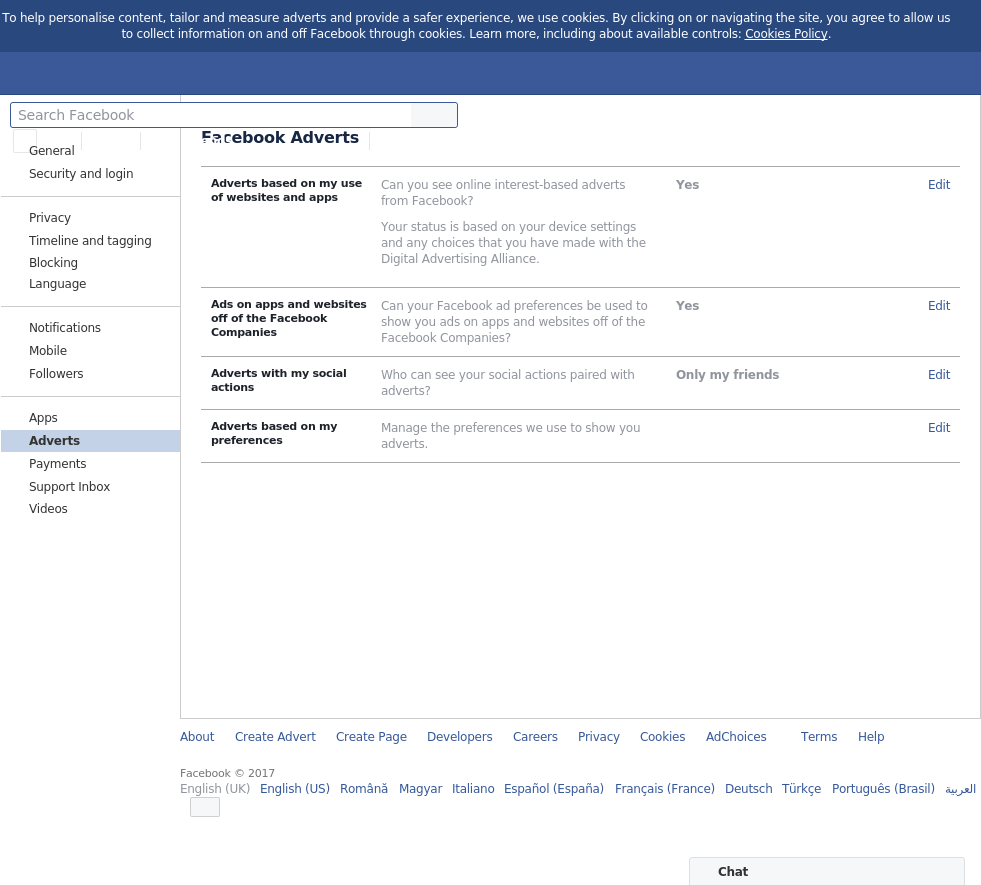 To help personalise content, tailor and measure adverts and provide a safer experience, we use cookies. By clicking on or navigating the site, you agree to allow us
to collect information on and off Facebook through cookies. Learn more, including about available controls: Cookies Policy.
Search Facebook
Facebook Adverts
General
Security and login
Privacy
Timeline and tagging
Blocking
Language
Notifications
Mobile
Followers
Apps
Adverts
Payments
Support Inbox
Videos
Adverts based on my use
of websites and apps
Can you see online interest-based adverts
from Facebook?
Your status is based on your device settings
and any choices that you have made with the
Digital Advertising Alliance.
Yes
Edit
Ads on apps and websites
off of the Facebook
Companies
Can your Facebook ad preferences be used to
show you ads on apps and websites off of the
Facebook Companies?
Yes
Edit
Adverts with my social
actions
Who can see your social actions paired with
adverts?
Only my friends
Edit
Adverts based on my
preferences
Manage the preferences we use to show you
adverts.
Edit
About Create Advert Create Page Developers Careers Privacy Cookies AdChoices Terms Help
Facebook © 2017
English (UK) English (US) Română Magyar Italiano Español (España) Français (France) Deutsch Türkçe Português (Brasil) العربية
Chat